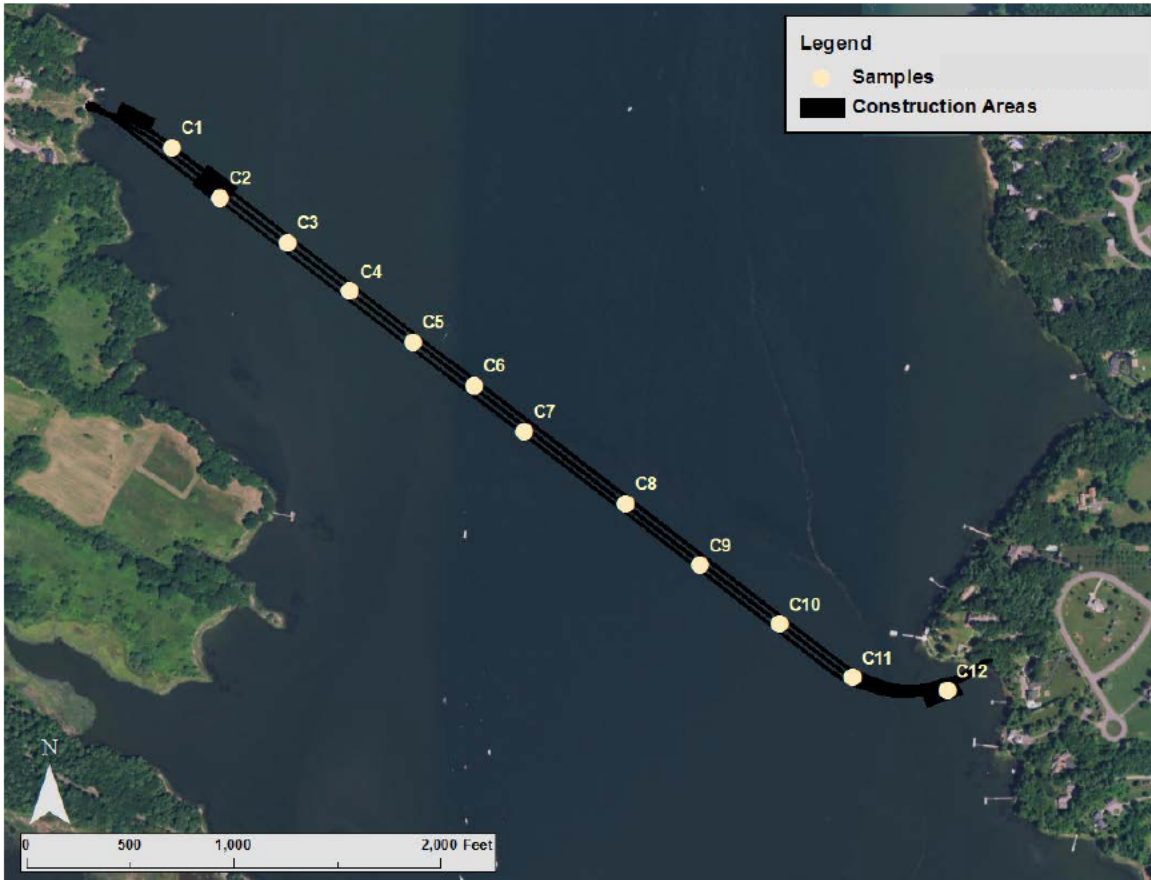 Legend
Samples
Construction Areas
C1
C2
C3
C4
C5
C6
C7
C8
C9
C10
C11
C12
N
0 500 1,000 2,000 Feet